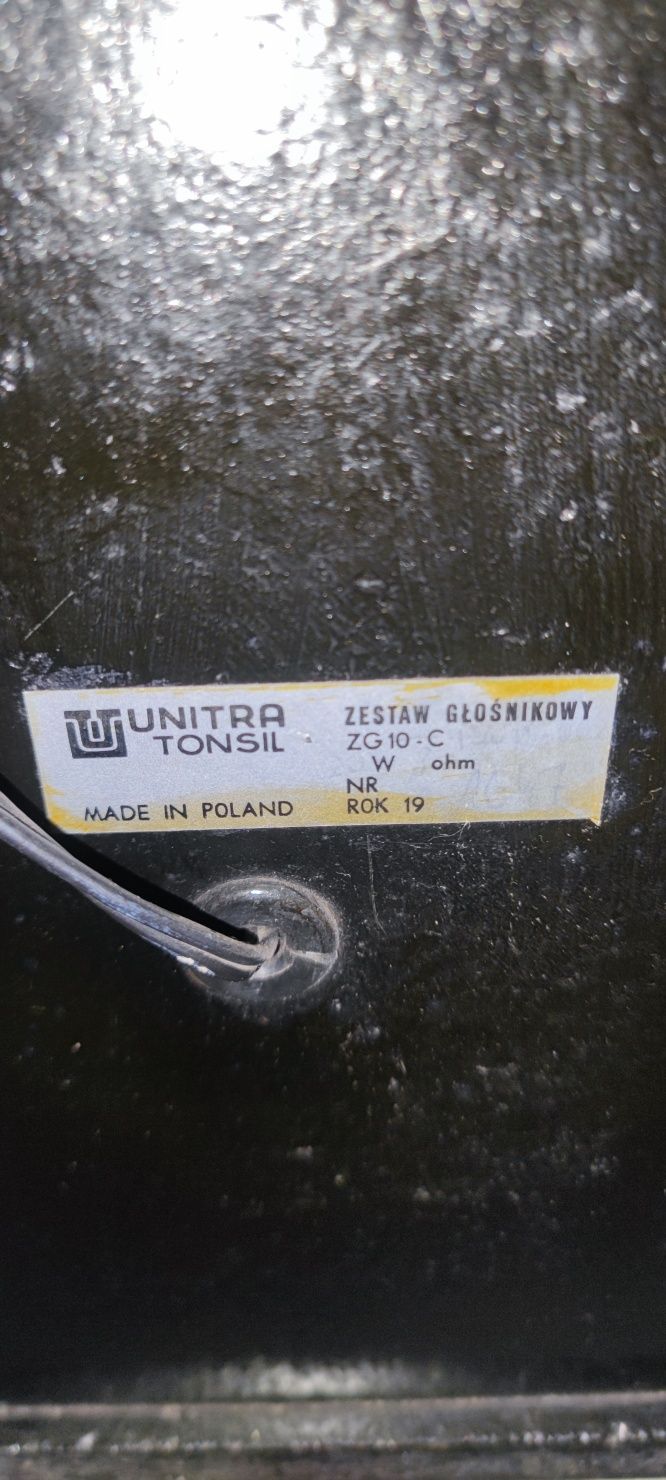 UNITRA
TONSIL
MADE IN POLAND
ZESTAW GŁOŚNIKOWY
ZG10-C
W ohm
NR
ROK 19